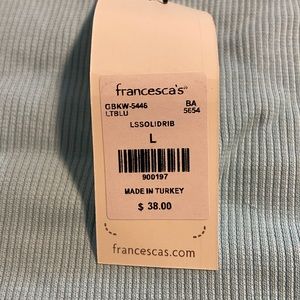 francesca's®
GBKW-5446 BA
LTBLU 5654
LSSOLIDRIB
L
900197
MADE IN TURKEY
$ 38.00
francescas.com